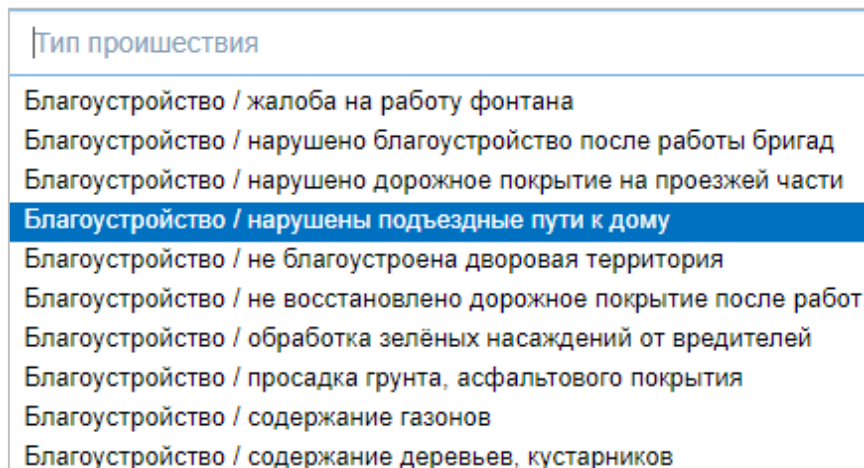 Тип проишествия
Благоустройство / жалоба на работу фонтана
Благоустройство / нарушено благоустройство после работы бригад
Благоустройство / нарушено дорожное покрытие на проезжей части
Благоустройство / нарушены подъездные пути к дому
Благоустройство / не благоустроена дворовая территория
Благоустройство / не восстановлено дорожное покрытие после работ
Благоустройство / обработка зелёных насаждений от вредителей
Благоустройство / просадка грунта, асфальтового покрытия
Благоустройство / содержание газонов
Благоустройство / содержание деревьев, кустарников